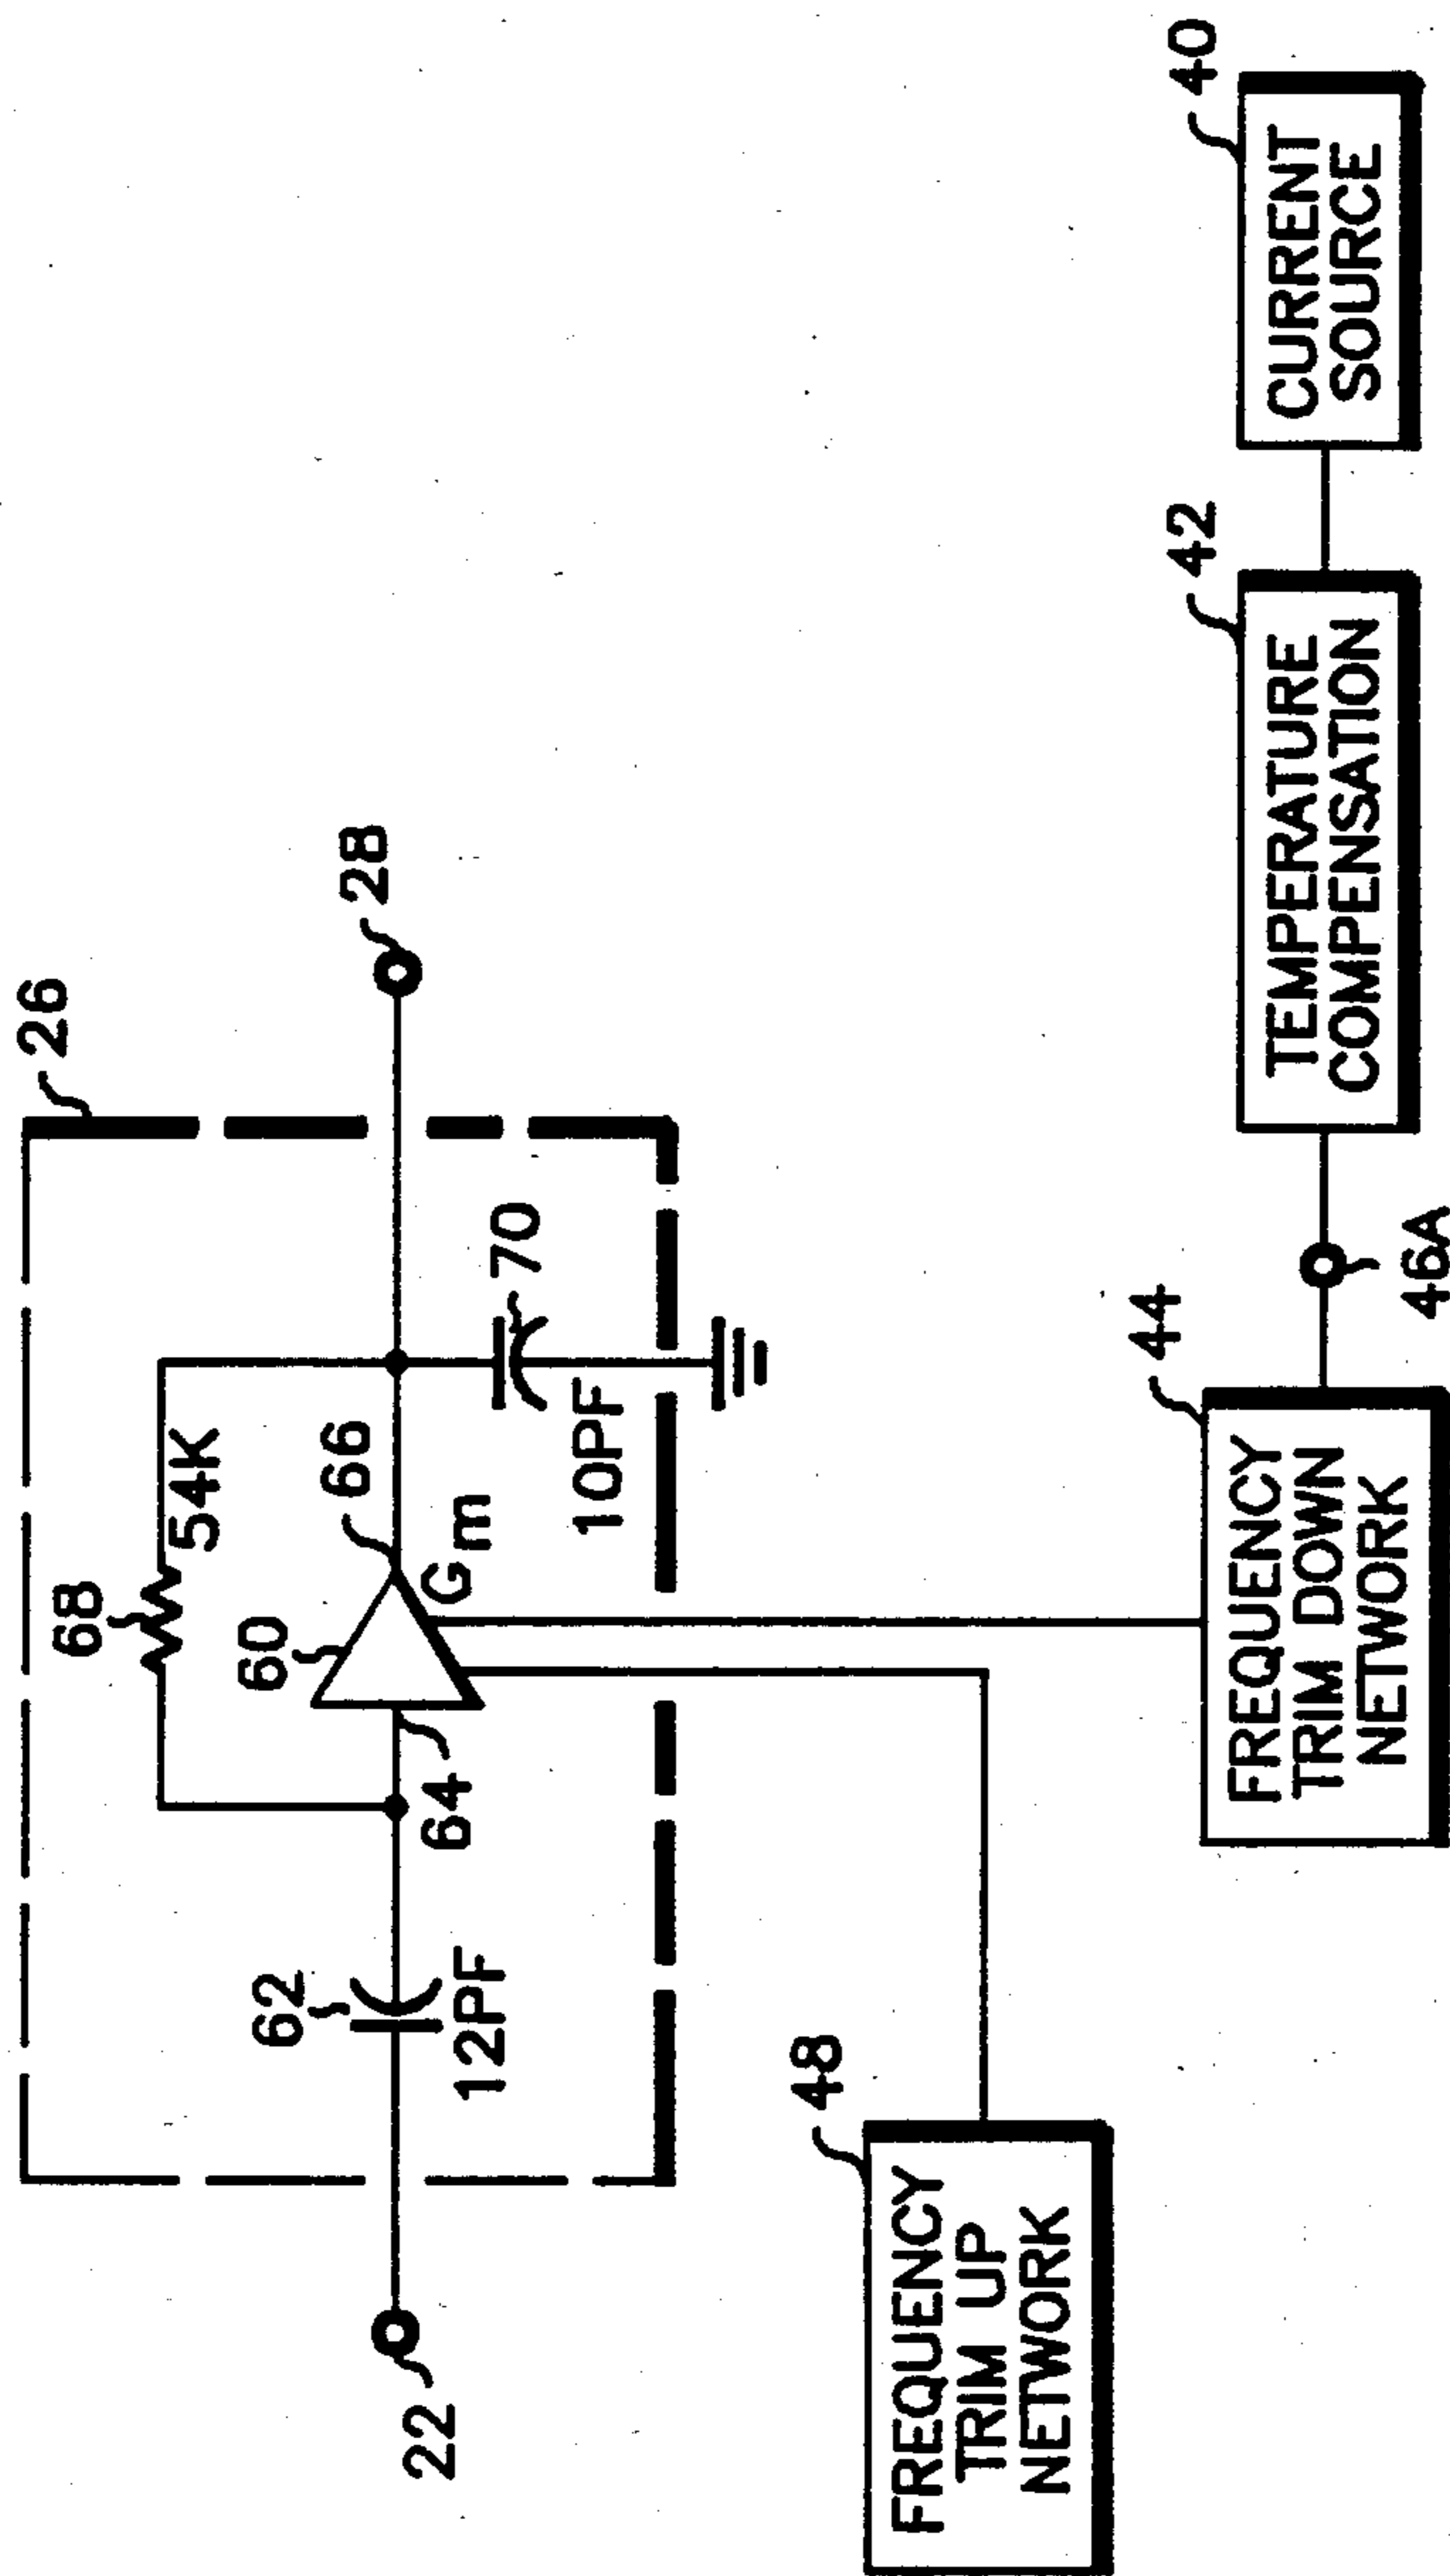 26
68
54K
60
66
28
62
12PF
64
Gm
70
10PF
22
48
FREQUENCY
TRIM UP
NETWORK
44
FREQUENCY
TRIM DOWN
NETWORK
46A
42
TEMPERATURE
COMPENSATION
40
CURRENT
SOURCE